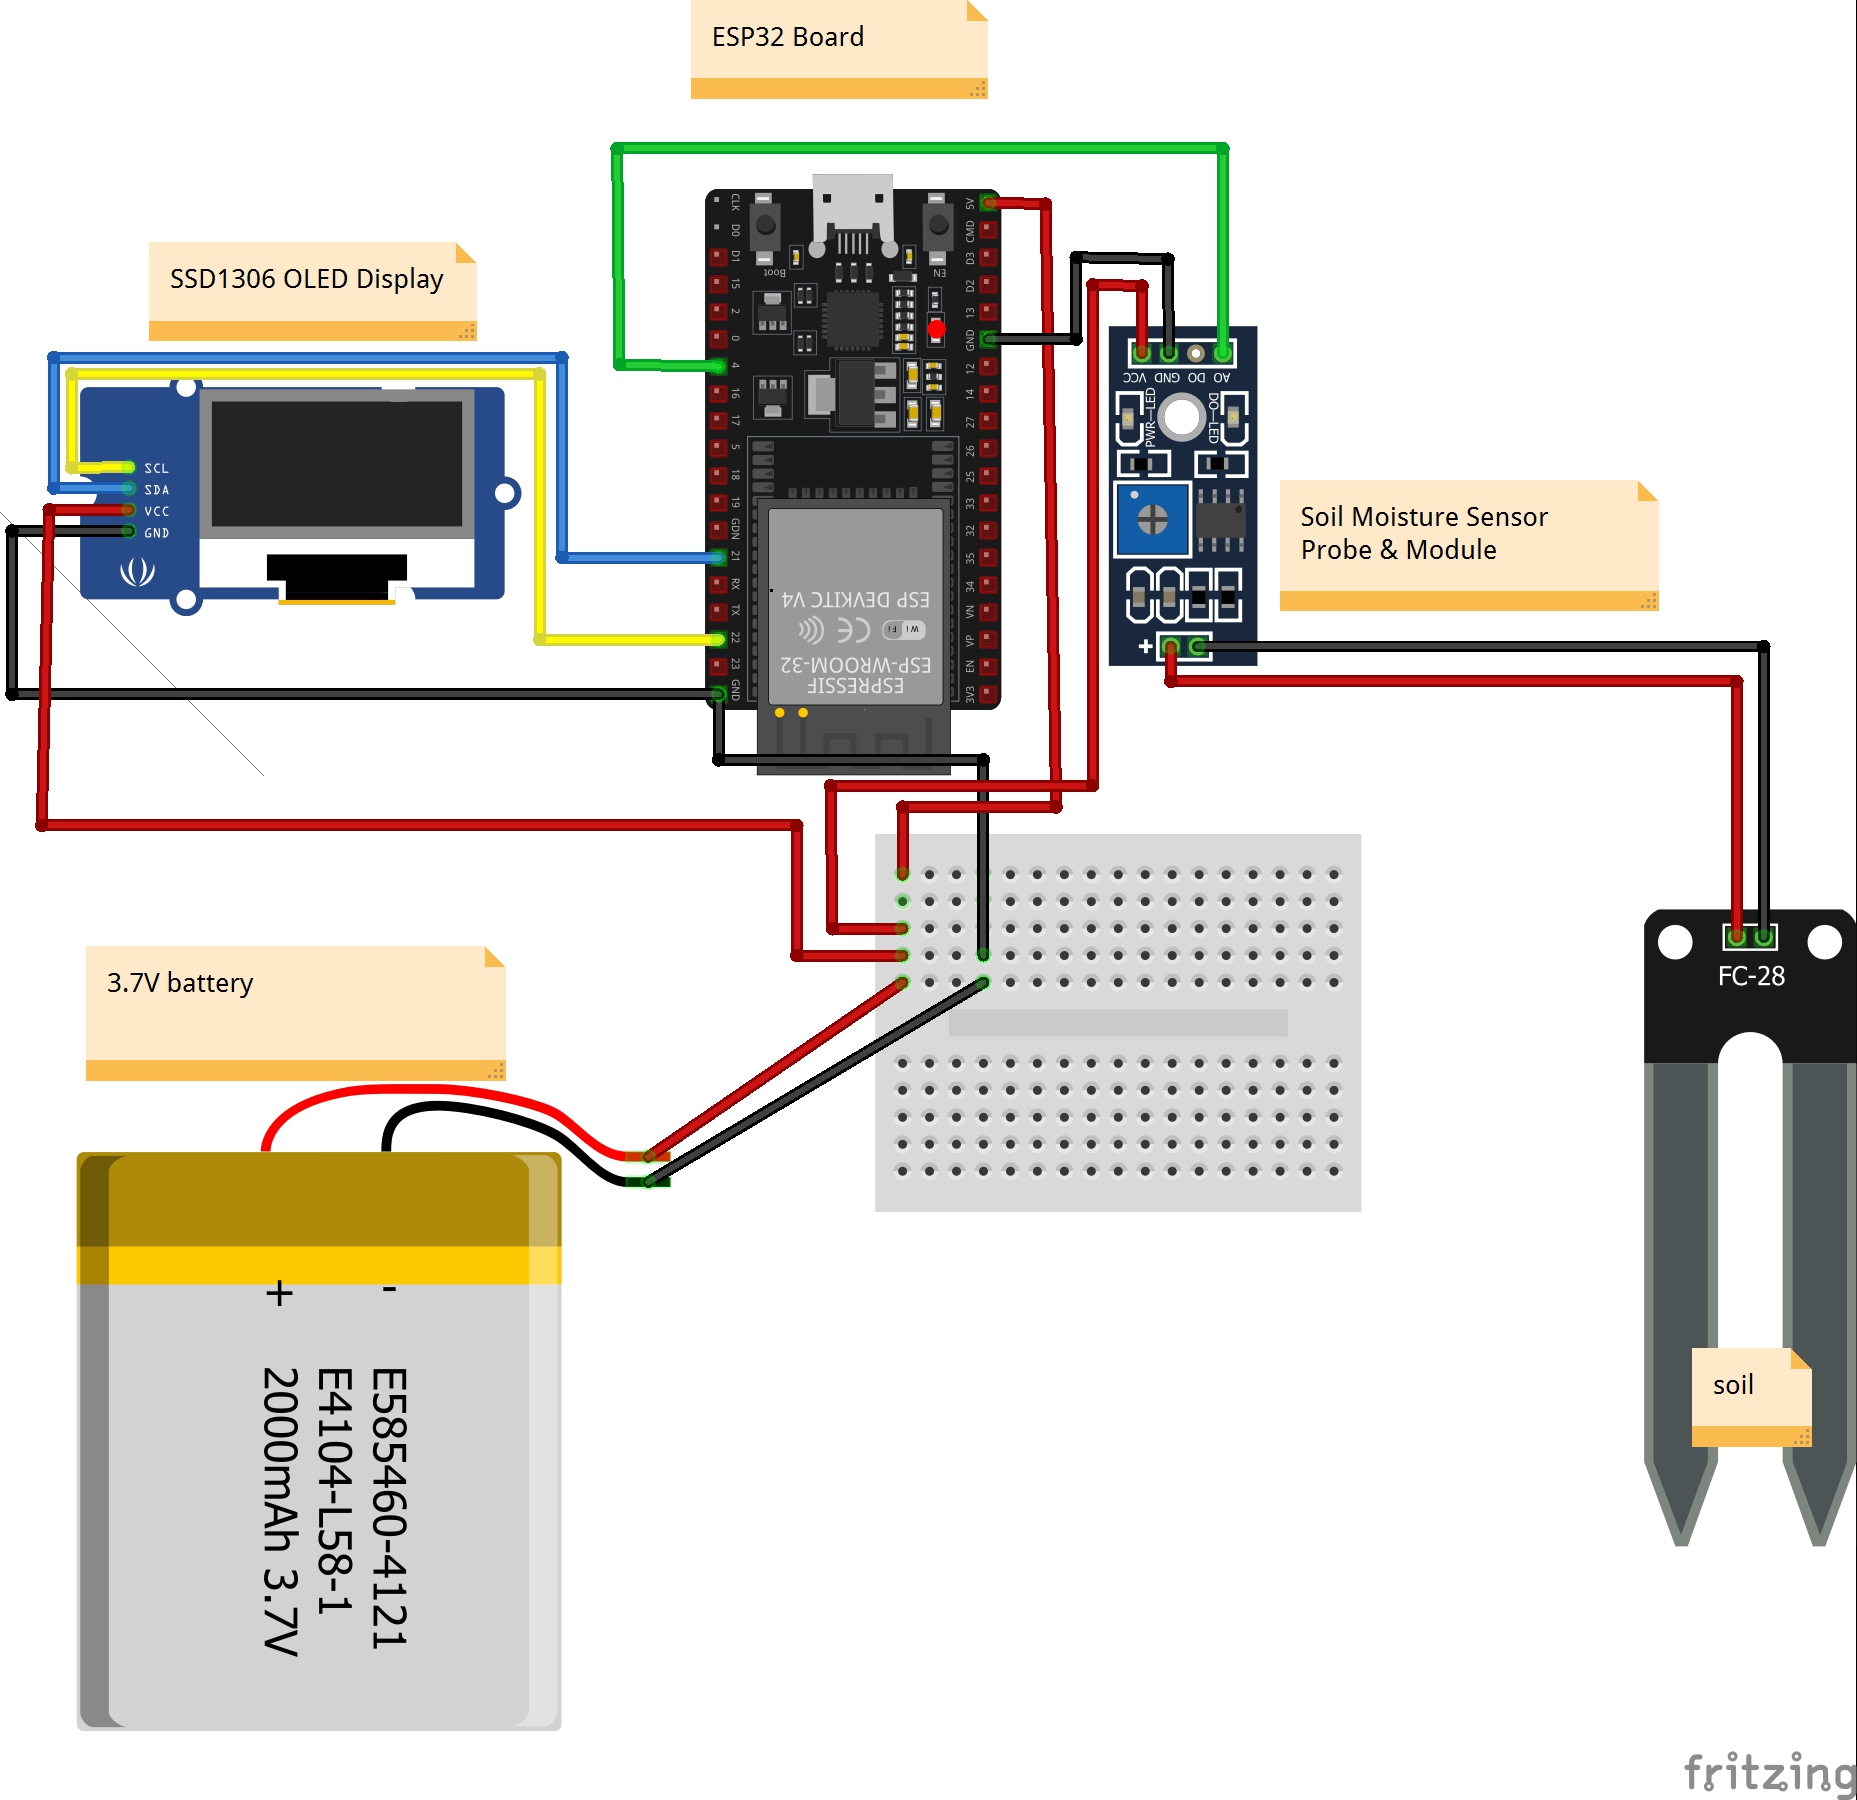 ESP32 Board
SSD1306 OLED Display
SCL
SDA
VCC
GND
CLK
D0
D1
15
2
0
4
16
17
5
18
19
GDN
21
RX
TX
22
23
GND
Boot
EN
5V
CMD
D3
D2
13
GND
12
14
27
26
25
33
32
35
34
VN
VP
EN
3V3
ESP DEVKITC V4
Wi Fi
CE
ESP-WROOM-32
ESPRESSIF
VCC GND DO AO
PWR-LED
DO-LED
+
Soil Moisture Sensor
Probe & Module
3.7V battery
+ -
E585460-4121
E4104-L58-1
2000mAh 3.7V
FC-28
soil
fritzing